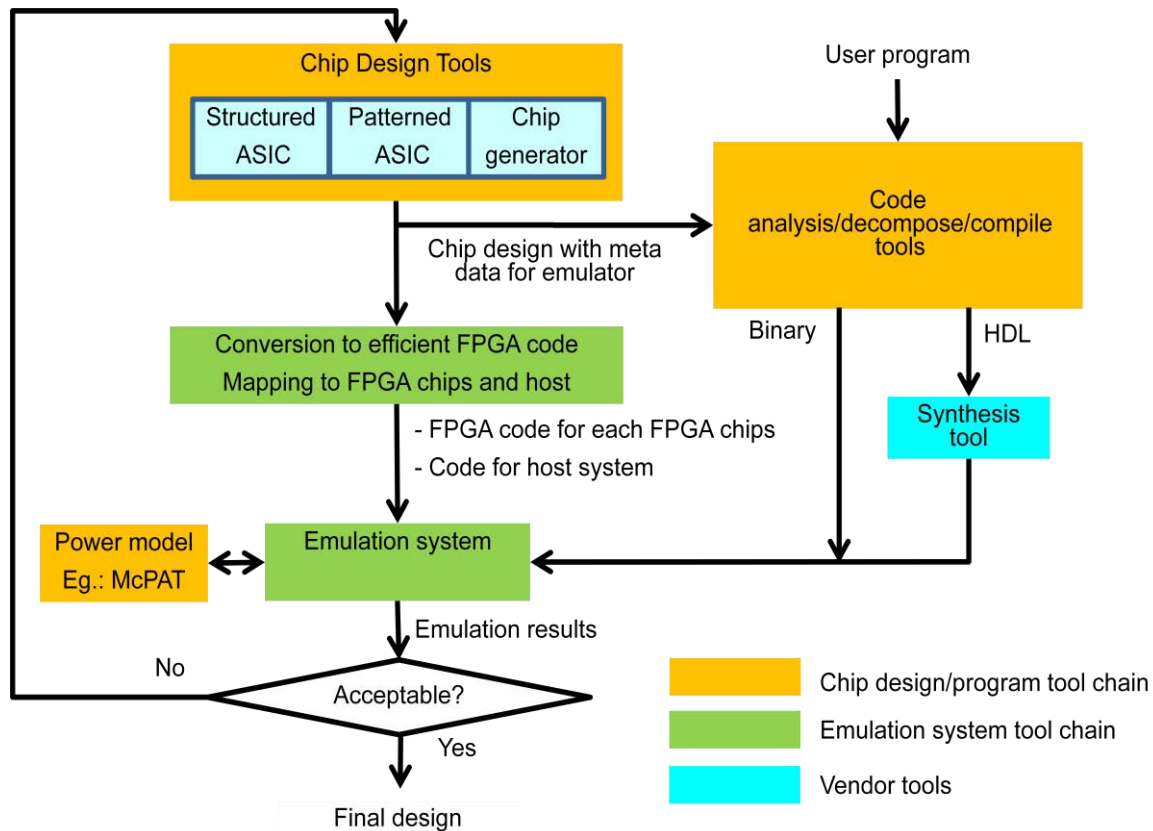 Chip Design Tools
Structured
ASIC
Patterned
ASIC
Chip
generator
User program
Code
analysis/decompose/compile
tools
Chip design with meta
data for emulator
Binary
HDL
Conversion to efficient FPGA code
Mapping to FPGA chips and host
Synthesis
tool
- FPGA code for each FPGA chips
- Code for host system
Power model
Eg.: McPAT
Emulation system
Emulation results
No
Acceptable?
Yes
Final design
Chip design/program tool chain
Emulation system tool chain
Vendor tools